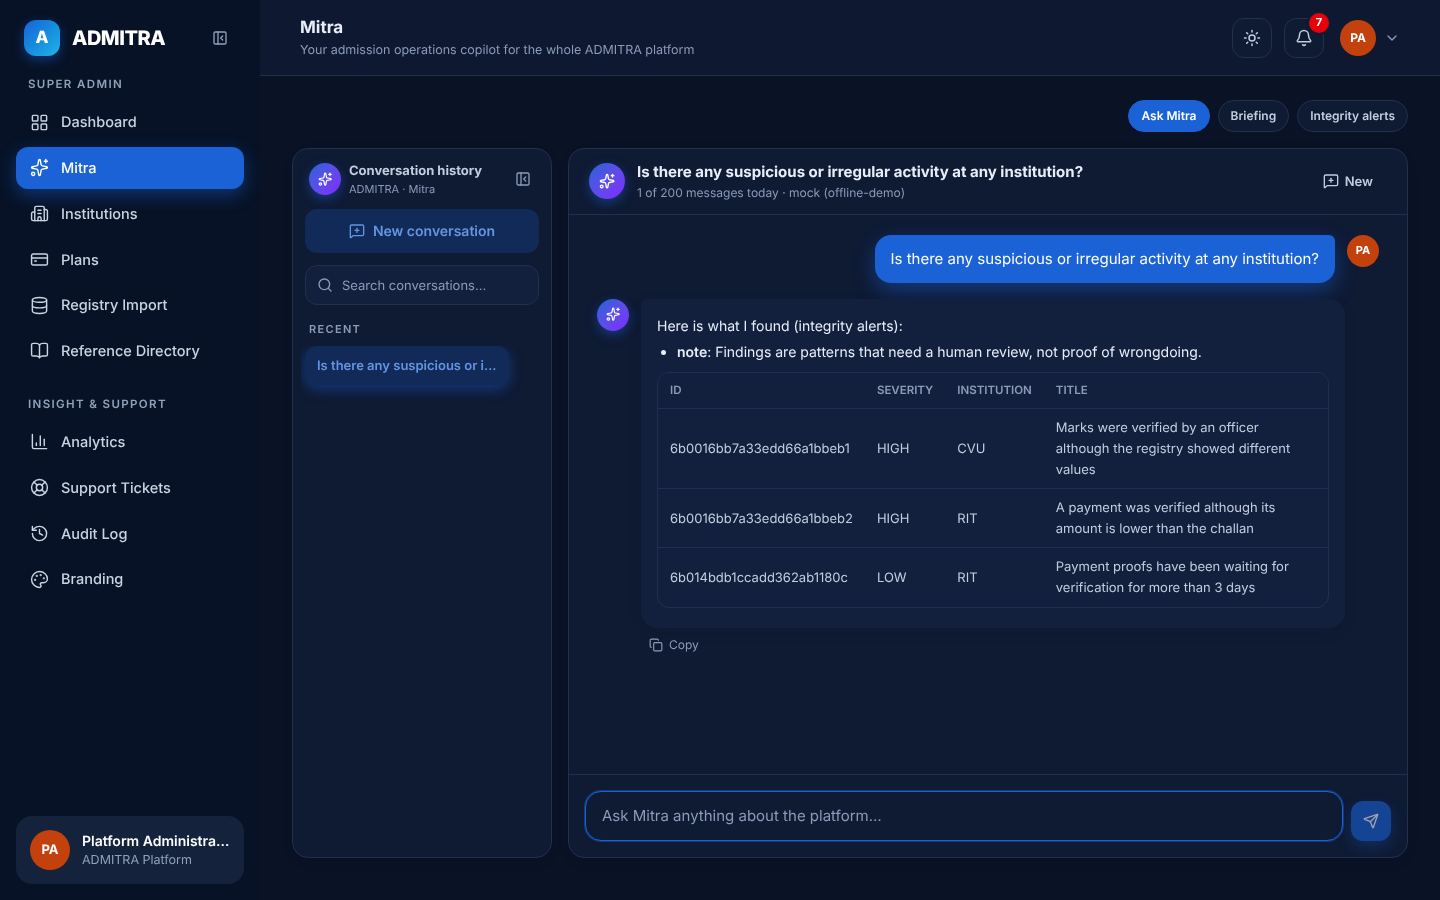 A ADMITRA
SUPER ADMIN
Dashboard
Mitra
Institutions
Plans
Registry Import
Reference Directory
INSIGHT & SUPPORT
Analytics
Support Tickets
Audit Log
Branding
PA
Platform Administra...
ADMITRA Platform
Mitra
Your admission operations copilot for the whole ADMITRA platform
7
PA
Ask Mitra
Briefing
Integrity alerts
Conversation history
ADMITRA · Mitra
New conversation
Search conversations...
RECENT
Is there any suspicious or i...
Is there any suspicious or irregular activity at any institution?
1 of 200 messages today · mock (offline-demo)
New
Is there any suspicious or irregular activity at any institution?
PA
Here is what I found (integrity alerts):
• note: Findings are patterns that need a human review, not proof of wrongdoing.
ID SEVERITY INSTITUTION TITLE
6b0016bb7a33edd66a1bbeb1 HIGH CVU Marks were verified by an officer
although the registry showed different
values
6b0016bb7a33edd66a1bbeb2 HIGH RIT A payment was verified although its
amount is lower than the challan
6b014bdb1ccadd362ab1180c LOW RIT Payment proofs have been waiting for
verification for more than 3 days
Copy
Ask Mitra anything about the platform...